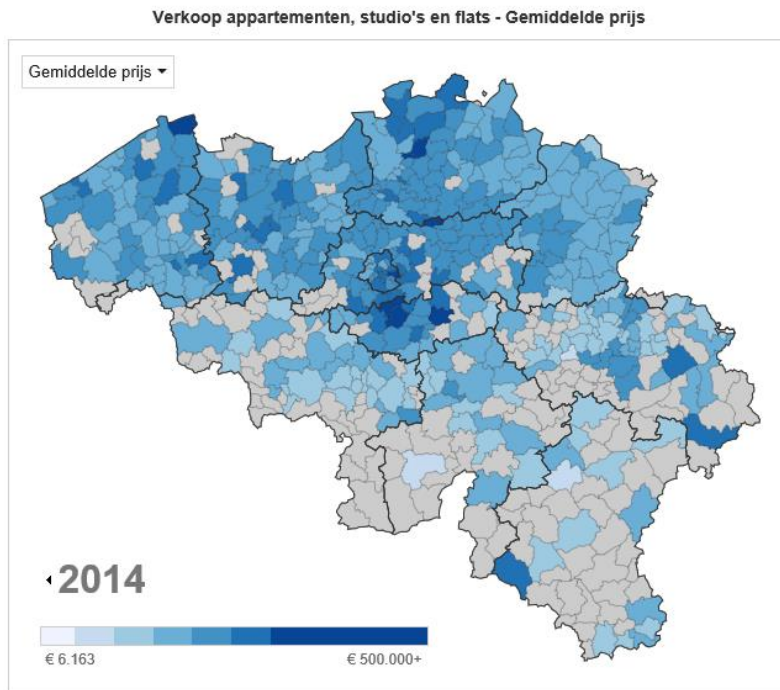 Verkoop appartementen, studio's en flats - Gemiddelde prijs
Gemiddelde prijs
2014
€ 6.163
€ 500.000+